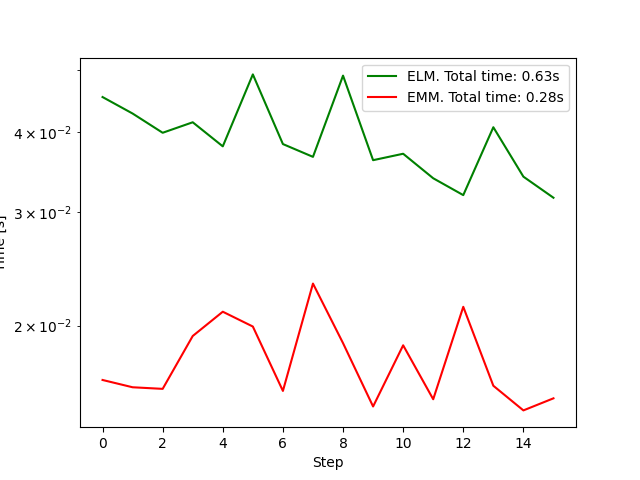 ELM. Total time: 0.63s
EMM. Total time: 0.28s
4 × 10⁻²
3 × 10⁻²
2 × 10⁻²
[s]
0 2 4 6 8 10 12 14
Step